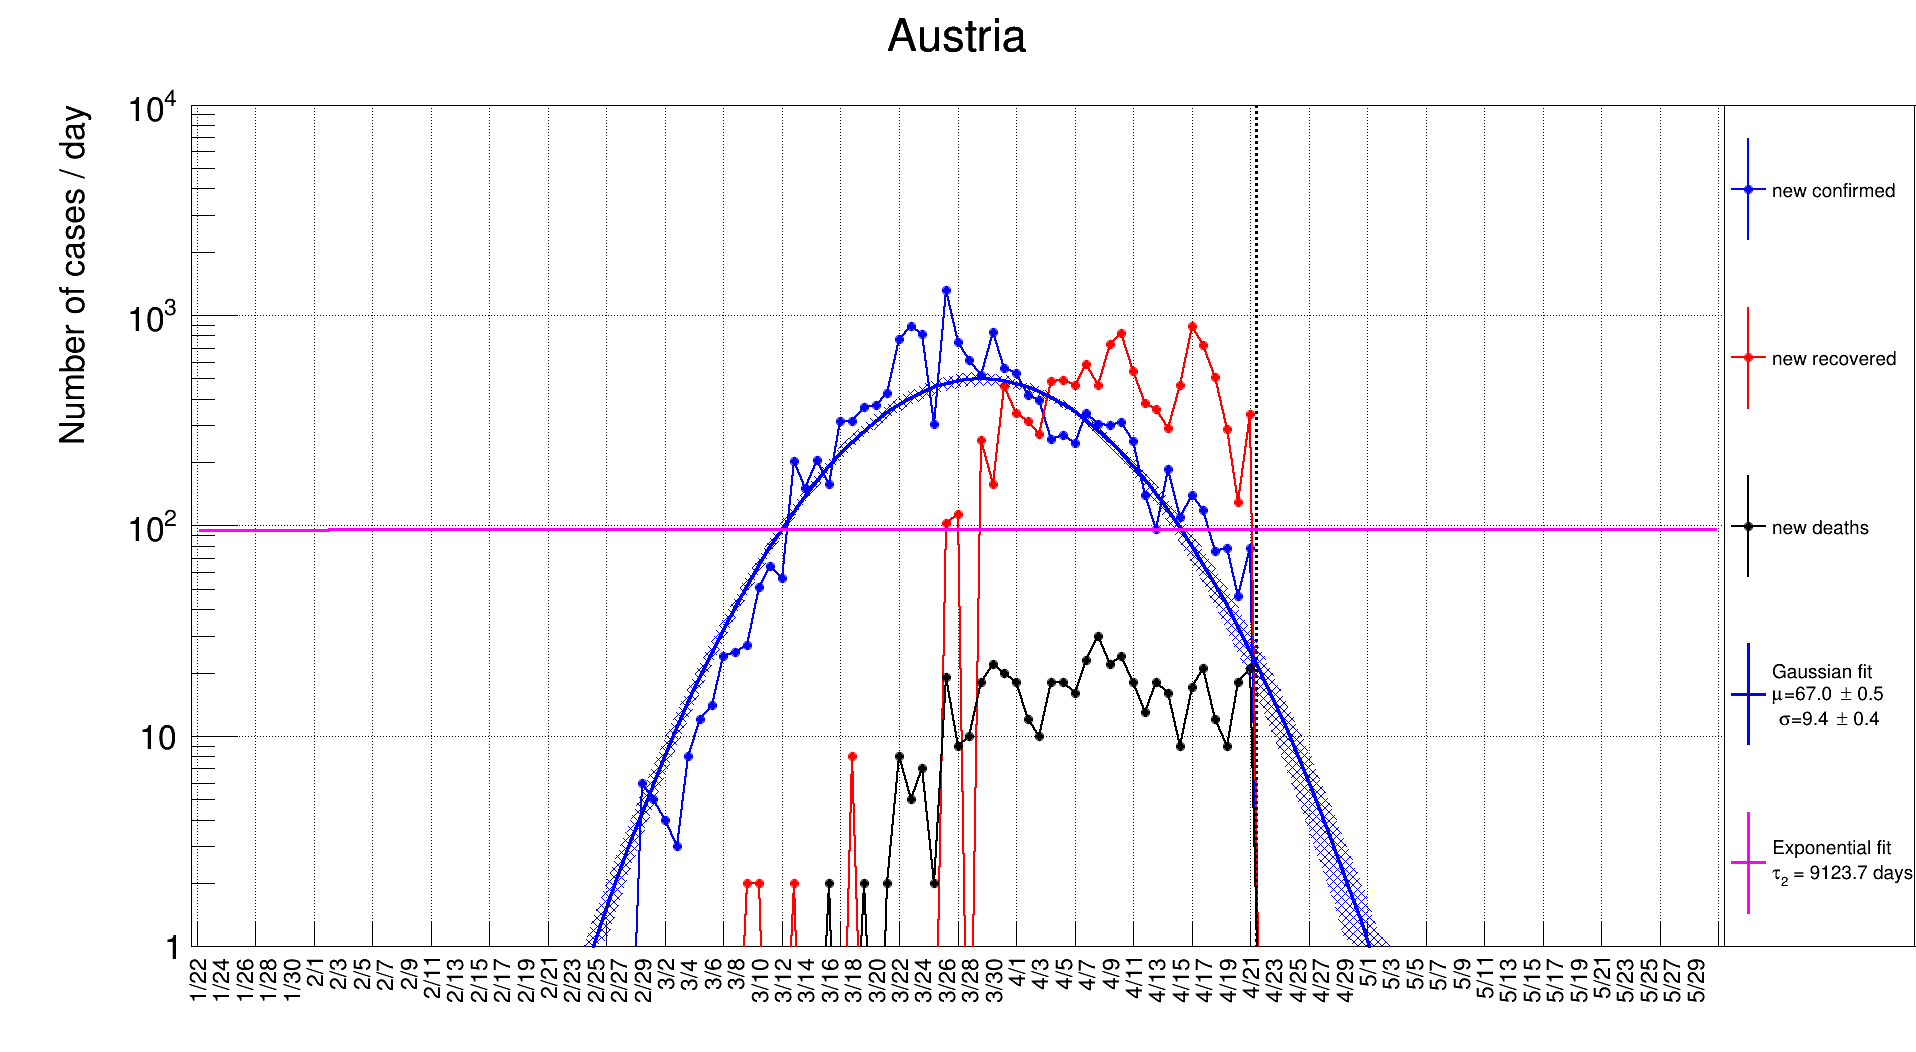 Austria
Number of cases / day
10^4
10^3
10^2
10
1
1/22 1/24 1/26 1/28 1/30 2/1 2/3 2/5 2/7 2/9 2/11 2/13 2/15 2/17 2/19 2/21 2/23 2/25 2/27 2/29 3/2 3/4 3/6 3/8 3/10 3/12 3/14 3/16 3/18 3/20 3/22 3/24 3/26 3/28 3/30 4/1 4/3 4/5 4/7 4/9 4/11 4/13 4/15 4/17 4/19 4/21 4/23 4/25 4/27 4/29 5/1 5/3 5/5 5/7 5/9 5/11 5/13 5/15 5/17 5/19 5/21 5/23 5/25 5/27 5/29
new confirmed
new recovered
new deaths
Gaussian fit
μ=67.0 ± 0.5
σ=9.4 ± 0.4
Exponential fit
τ₂ = 9123.7 days